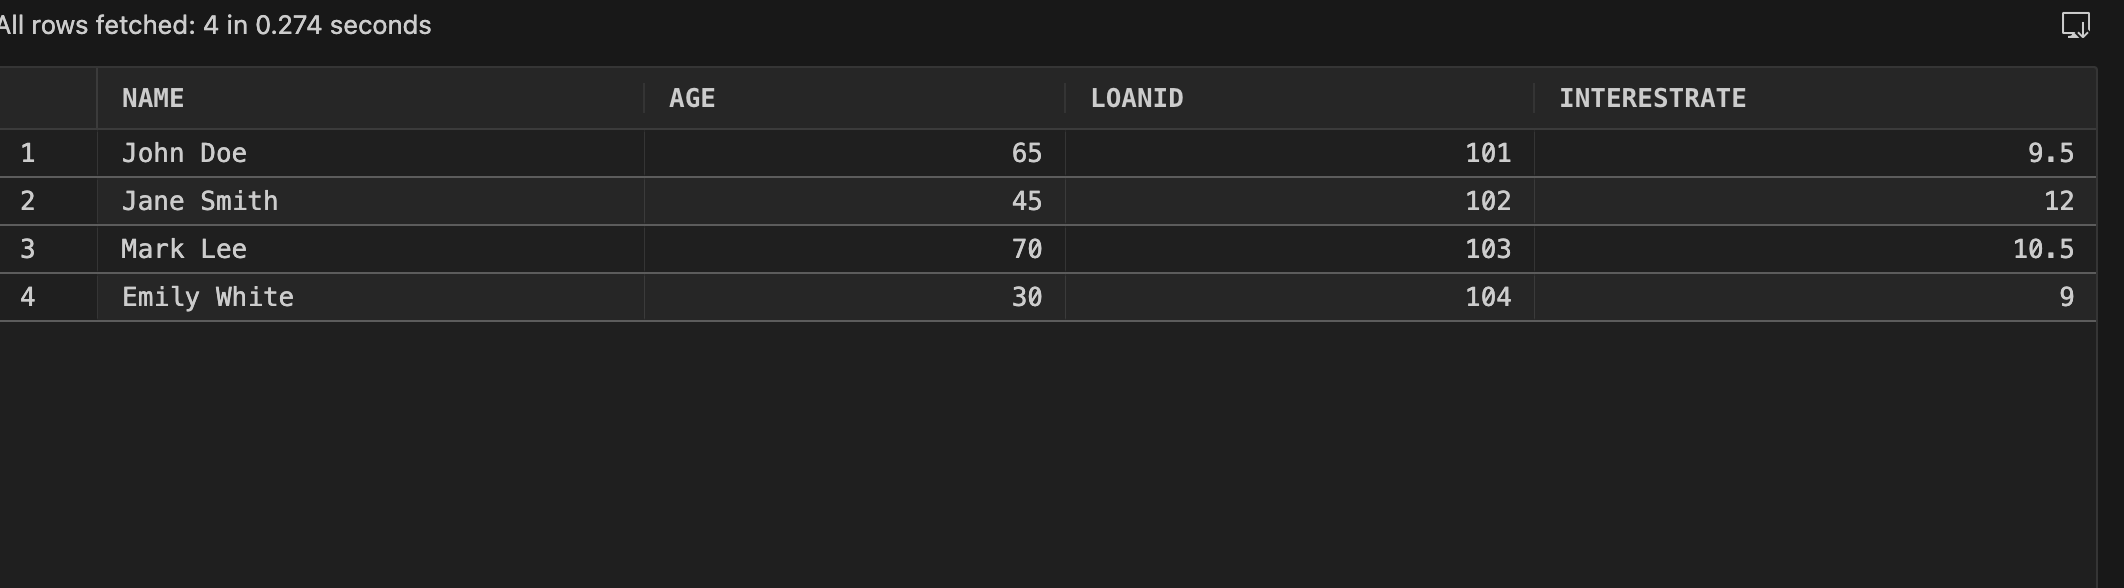 All rows fetched: 4 in 0.274 seconds
NAME AGE LOANID INTERESTRATE
1 John Doe 65 101 9.5
2 Jane Smith 45 102 12
3 Mark Lee 70 103 10.5
4 Emily White 30 104 9